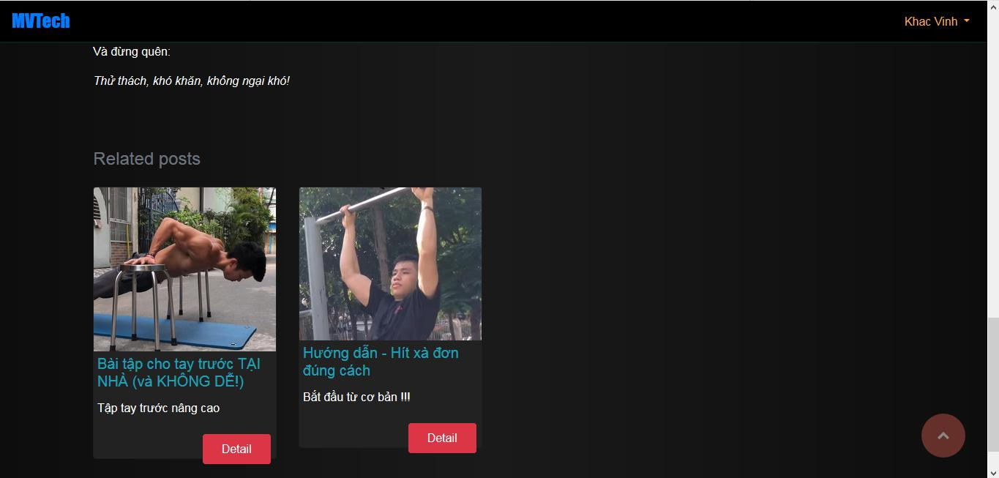 MVTech
Khac Vinh
Và đừng quên:
Thử thách, khó khăn, không ngại khó!
Related posts
Bài tập cho tay trước TẠI
NHÀ (và KHÔNG DỄ!)
Tập tay trước nâng cao
Detail
Hướng dẫn - Hít xà đơn
đúng cách
Bắt đầu từ cơ bản !!!
Detail